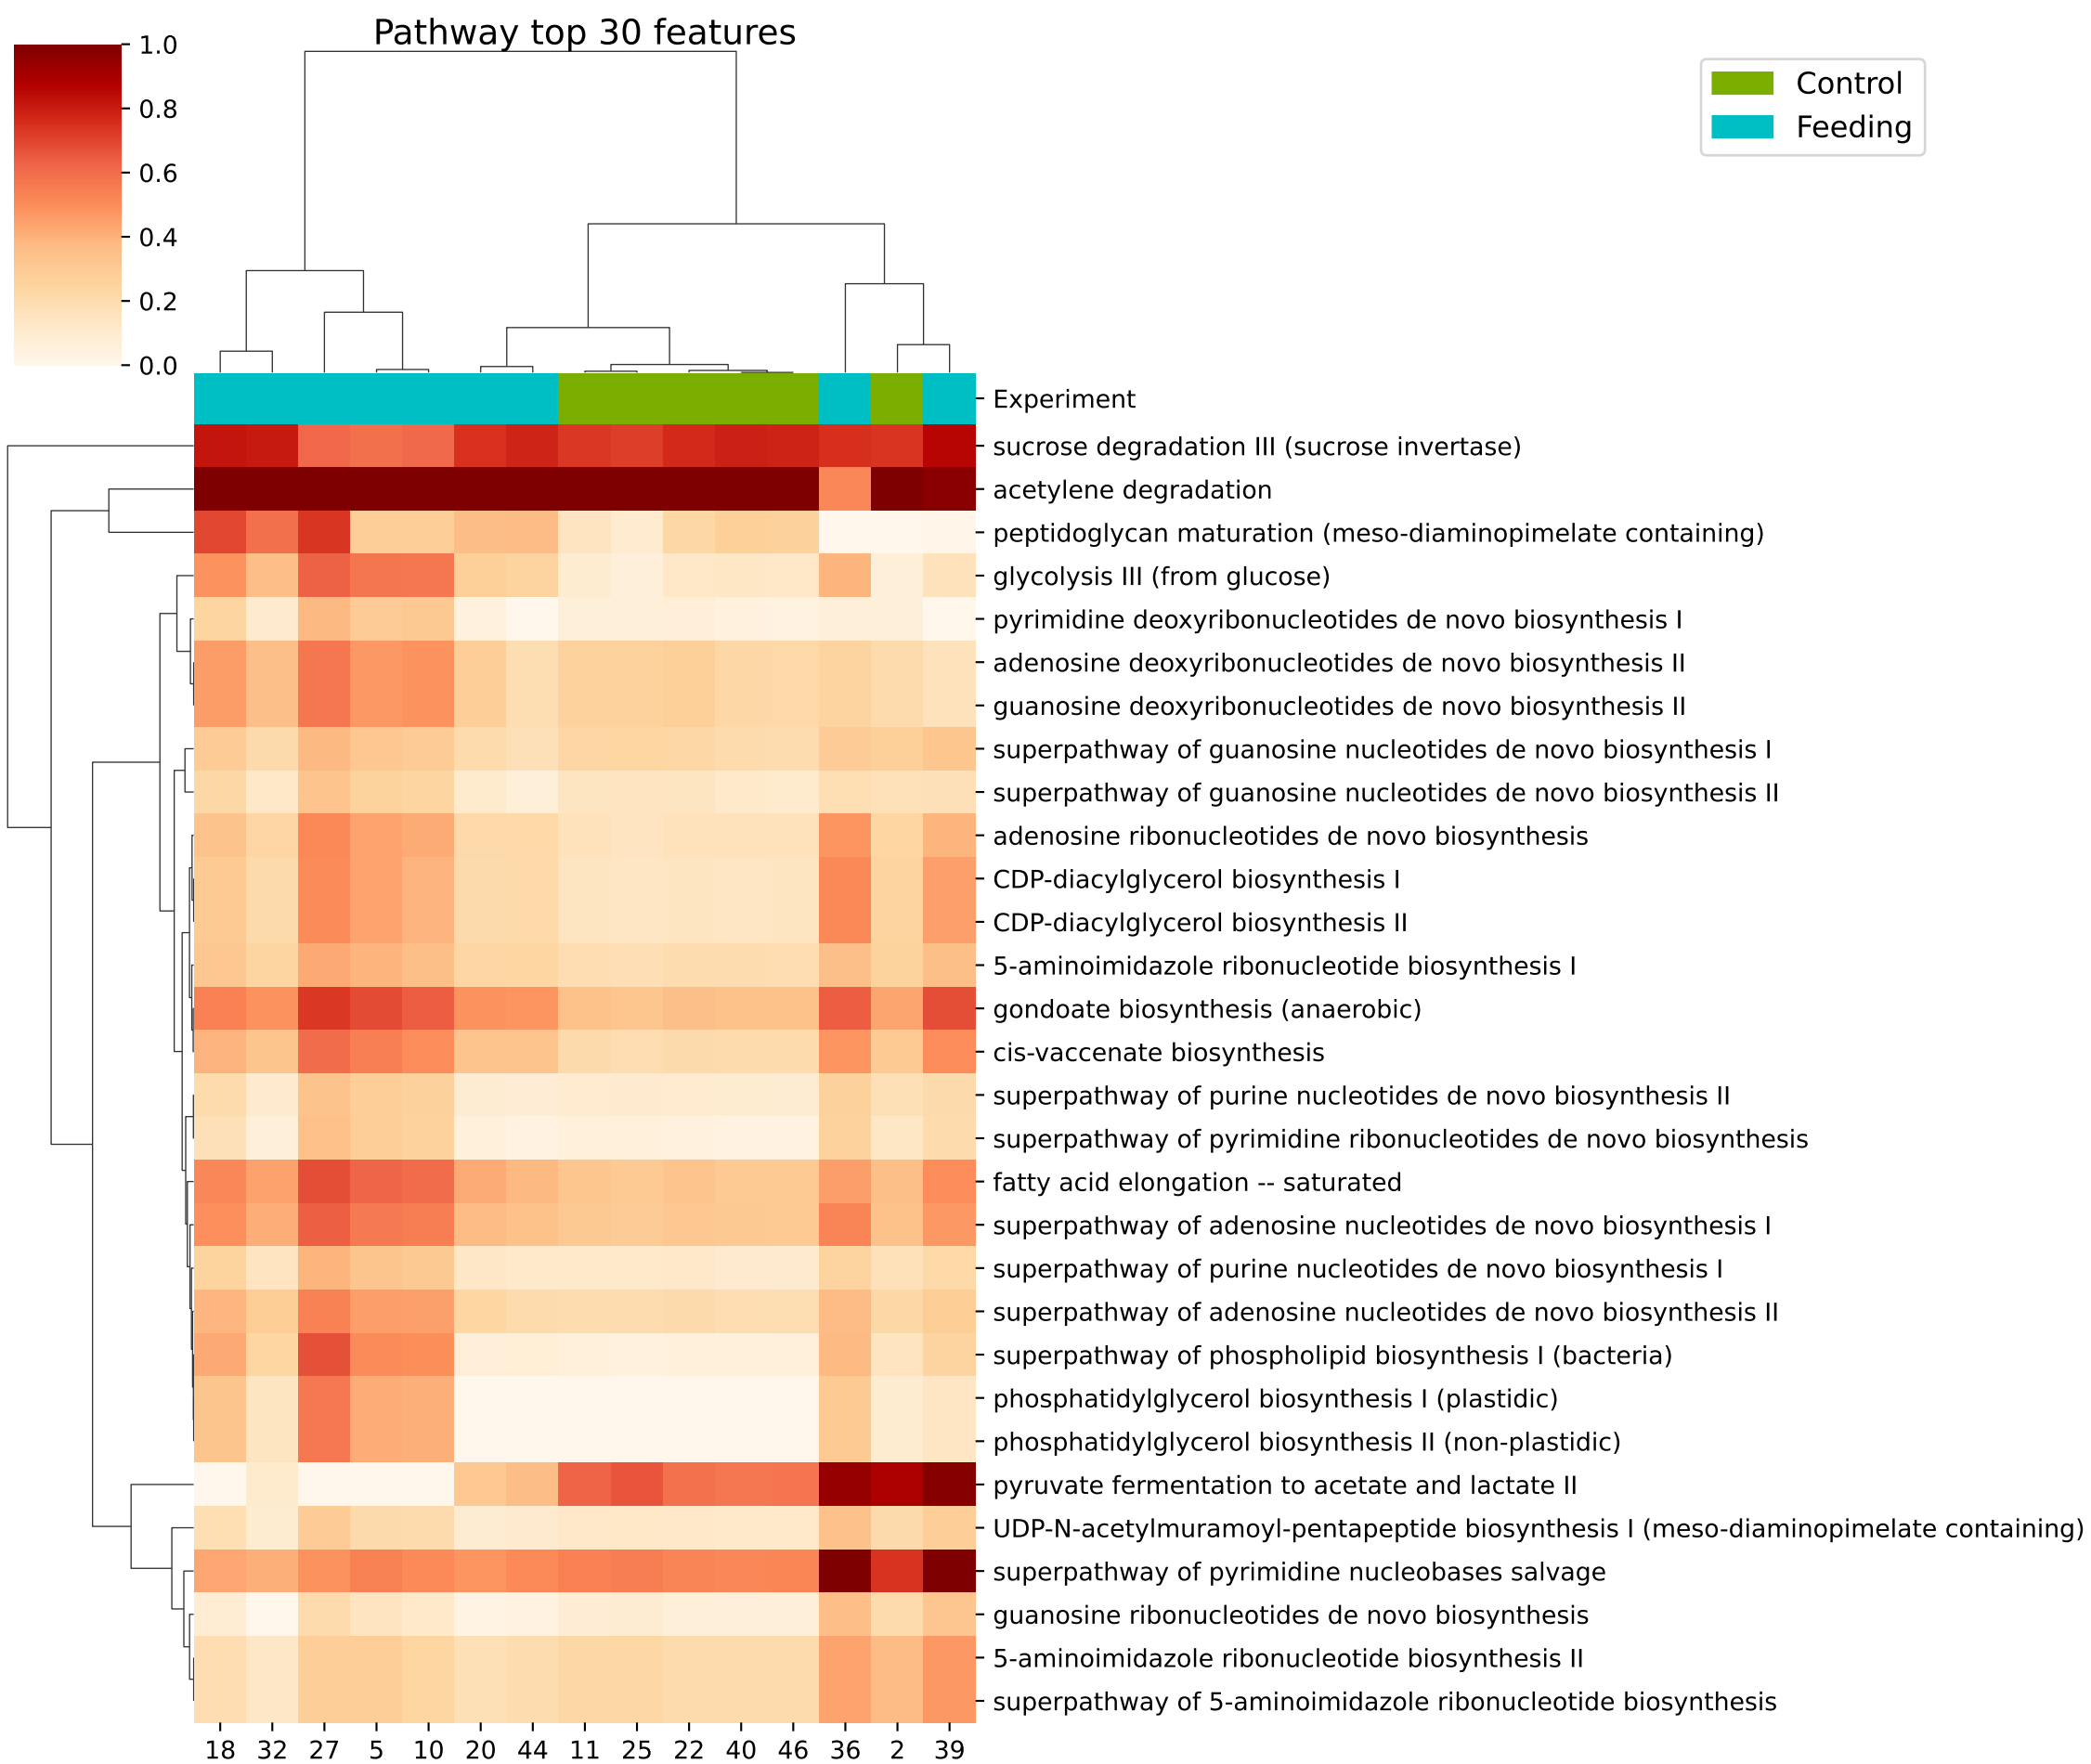 Pathway top 30 features
1.0
0.8
0.6
0.4
0.2
0.0
Control
Feeding
Experiment
sucrose degradation III (sucrose invertase)
acetylene degradation
peptidoglycan maturation (meso-diaminopimelate containing)
glycolysis III (from glucose)
pyrimidine deoxyribonucleotides de novo biosynthesis I
adenosine deoxyribonucleotides de novo biosynthesis II
guanosine deoxyribonucleotides de novo biosynthesis II
superpathway of guanosine nucleotides de novo biosynthesis I
superpathway of guanosine nucleotides de novo biosynthesis II
adenosine ribonucleotides de novo biosynthesis
CDP-diacylglycerol biosynthesis I
CDP-diacylglycerol biosynthesis II
5-aminoimidazole ribonucleotide biosynthesis I
gondoate biosynthesis (anaerobic)
cis-vaccenate biosynthesis
superpathway of purine nucleotides de novo biosynthesis II
superpathway of pyrimidine ribonucleotides de novo biosynthesis
fatty acid elongation -- saturated
superpathway of adenosine nucleotides de novo biosynthesis I
superpathway of purine nucleotides de novo biosynthesis I
superpathway of adenosine nucleotides de novo biosynthesis II
superpathway of phospholipid biosynthesis I (bacteria)
phosphatidylglycerol biosynthesis I (plastidic)
phosphatidylglycerol biosynthesis II (non-plastidic)
pyruvate fermentation to acetate and lactate II
UDP-N-acetylmuramoyl-pentapeptide biosynthesis I (meso-diaminopimelate containing)
superpathway of pyrimidine nucleobases salvage
guanosine ribonucleotides de novo biosynthesis
5-aminoimidazole ribonucleotide biosynthesis II
superpathway of 5-aminoimidazole ribonucleotide biosynthesis
18 32 27 5 10 20 44 11 25 22 40 46 36 2 39